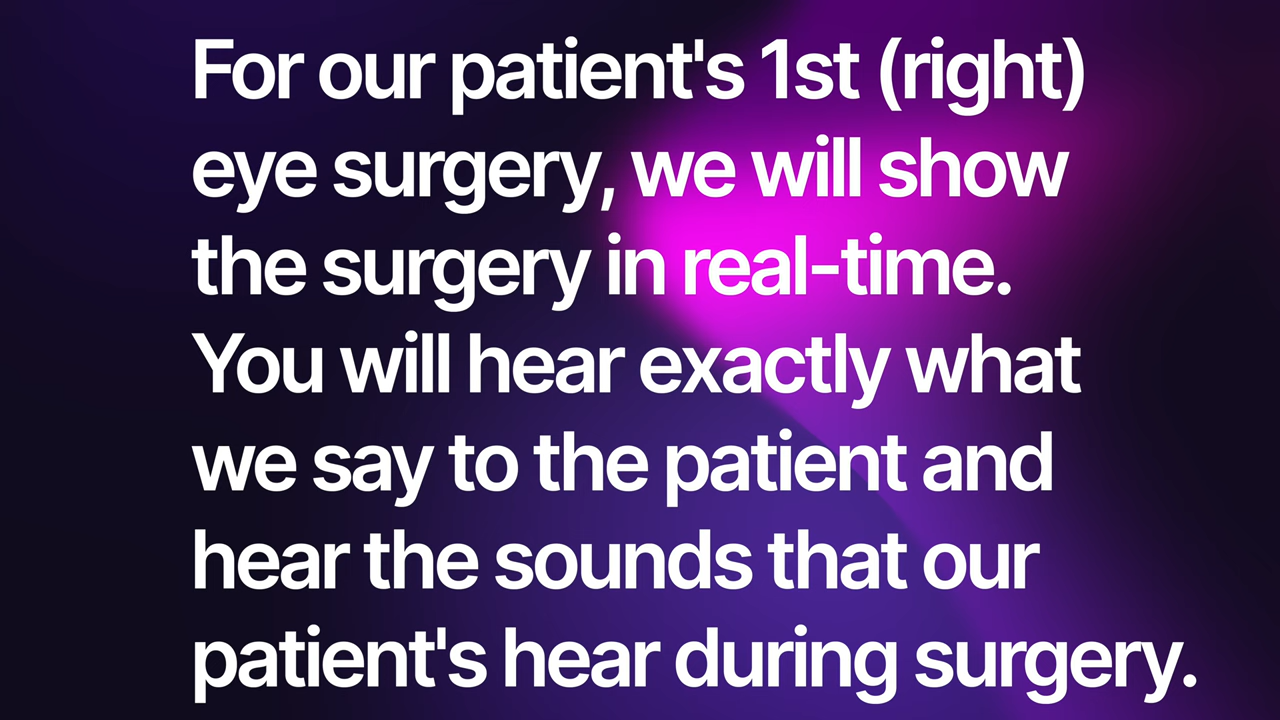 For our patient's 1st (right)
eye surgery, we will show
the surgery in real-time.
You will hear exactly what
we say to the patient and
hear the sounds that our
patient's hear during surgery.